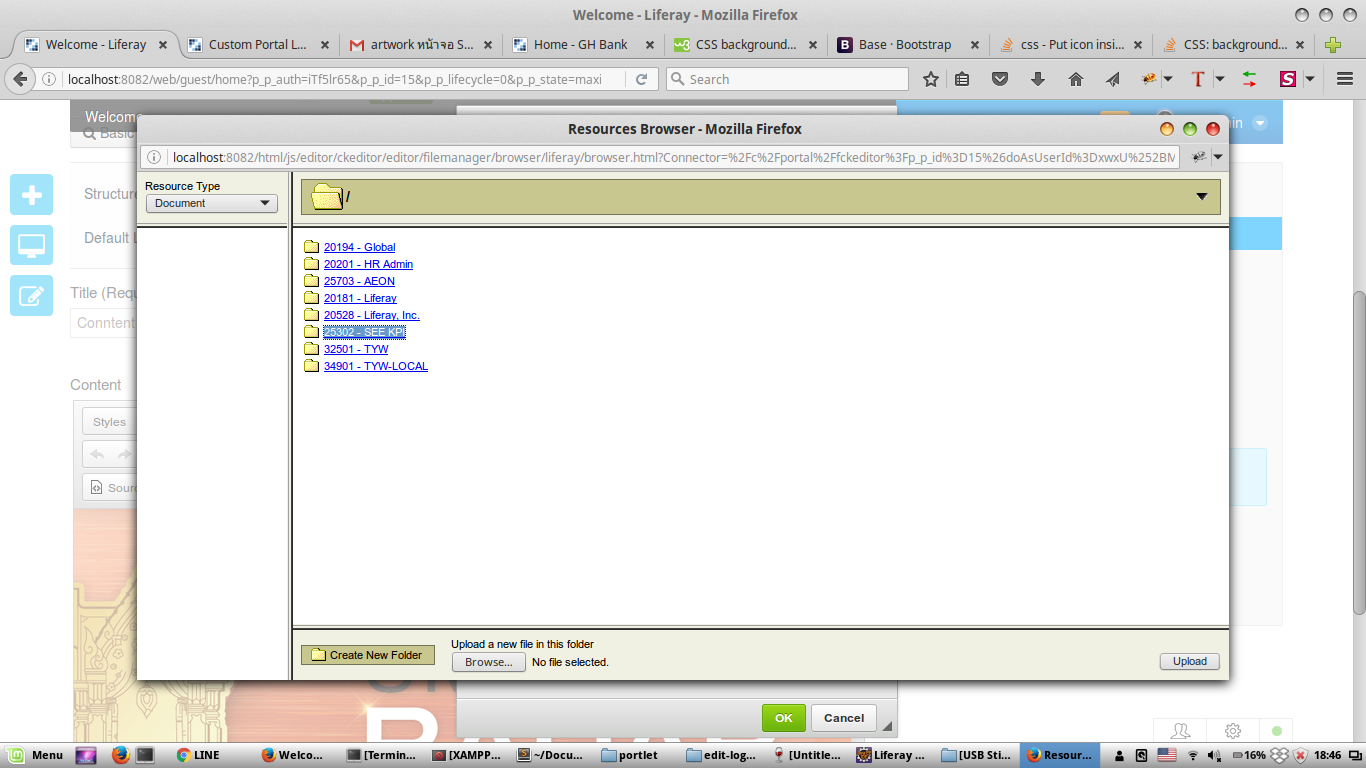 Welcome - Liferay - Mozilla Firefox
Welcome - Liferay
Custom Portal L...
artwork หน้าจอ S...
Home - GH Bank
CSS background...
Base · Bootstrap
css - Put icon insi...
CSS: background...
localhost:8082/web/guest/home?p_p_auth=iTf5lr65&p_p_id=15&p_p_lifecycle=0&p_p_state=maxi
Search
Welcome
Basic
Resources Browser - Mozilla Firefox
localhost:8082/html/js/editor/ckeditor/editor/filemanager/browser/liferay/browser.html?Connector=%2Fc%2Fportal%2Ffckeditor%3Fp_p_id%3D15%26doAsUserId%3DxwxU%252BM
Resource Type
Document
/
Structure
Default L
Title (Requ
Conntent
Content
Styles
Sourc
20194 - Global
20201 - HR Admin
25703 - AEON
20181 - Liferay
20528 - Liferay, Inc.
25302 - SEE KPI
32501 - TYW
34901 - TYW-LOCAL
Create New Folder
Upload a new file in this folder
Browse...
No file selected.
Upload
OK
Cancel
Menu
LINE
Welco...
[Termin...
[XAMPP...
~/Docu...
portlet
edit-log...
[Untitle...
Liferay ...
[USB Sti...
Resour...
16%
18:46